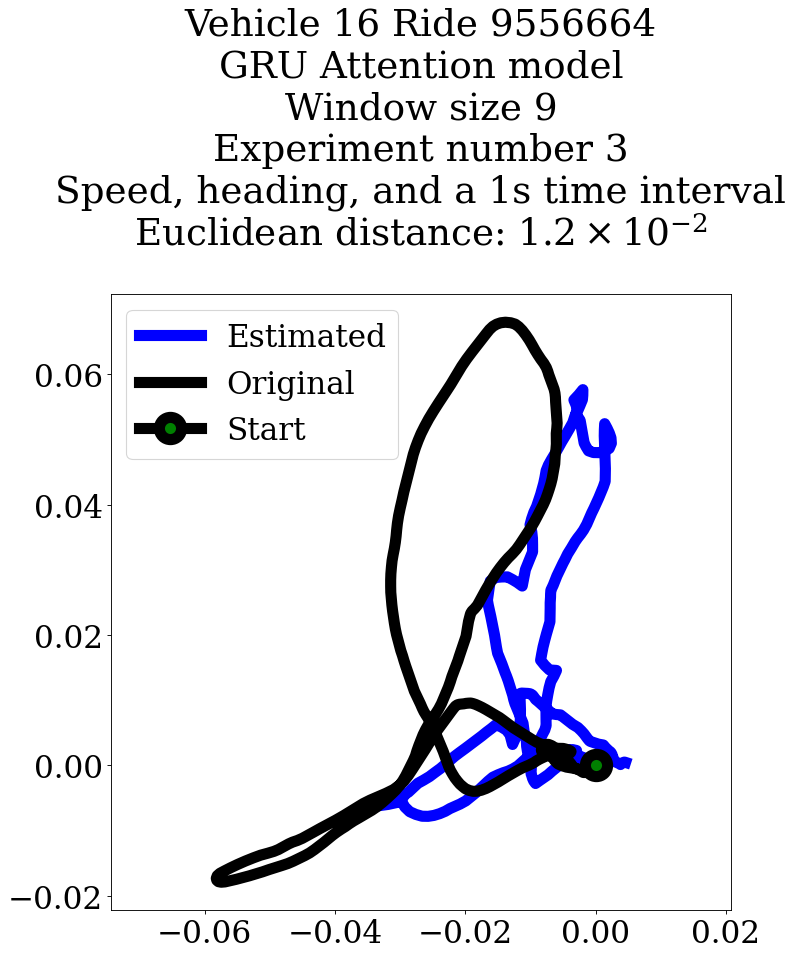 Vehicle 16 Ride 9556664
GRU Attention model
Window size 9
Experiment number 3
Speed, heading, and a 1s time interval
Euclidean distance: 1.2 × 10⁻²
Estimated
Original
Start
0.06
0.04
0.02
0.00
−0.02
−0.06 −0.04 −0.02 0.00 0.02